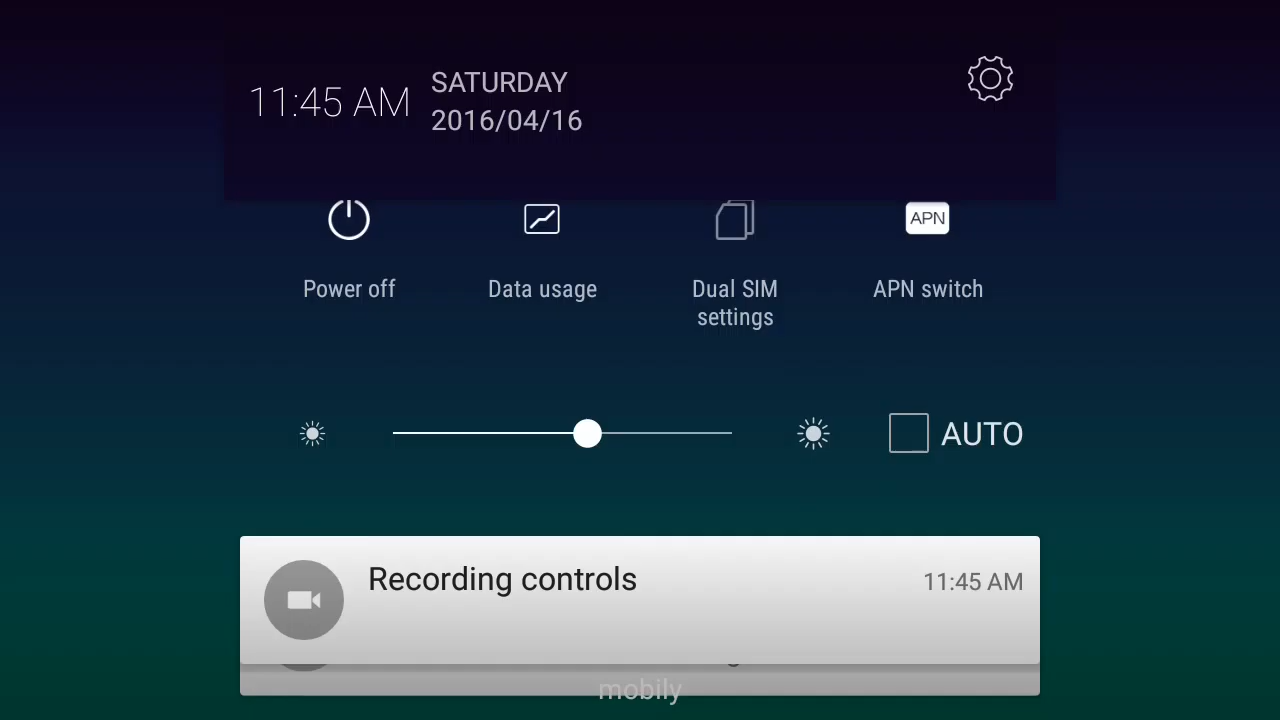 11:45 AM
SATURDAY
2016/04/16
APN
Power off
Data usage
Dual SIM
settings
APN switch
AUTO
Recording controls
11:45 AM
mobily